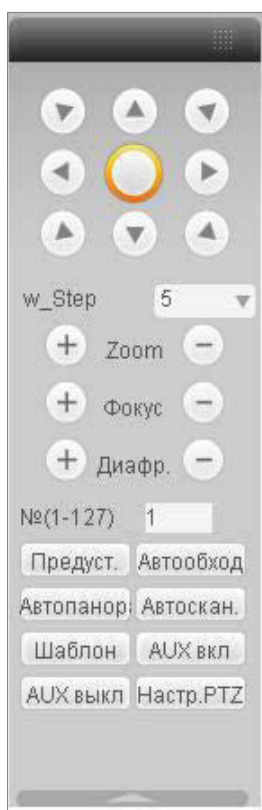 w_Step 5
+ Zoom −
+ Фокус −
+ Диафр. −
№(1-127) 1
Предуст. Автообход
Автопанор Автоскан.
Шаблон AUX вкл
AUX выкл Настр.PTZ